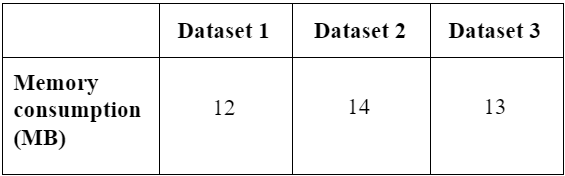 Dataset 1 Dataset 2 Dataset 3
Memory
consumption 12 14 13
(MB)